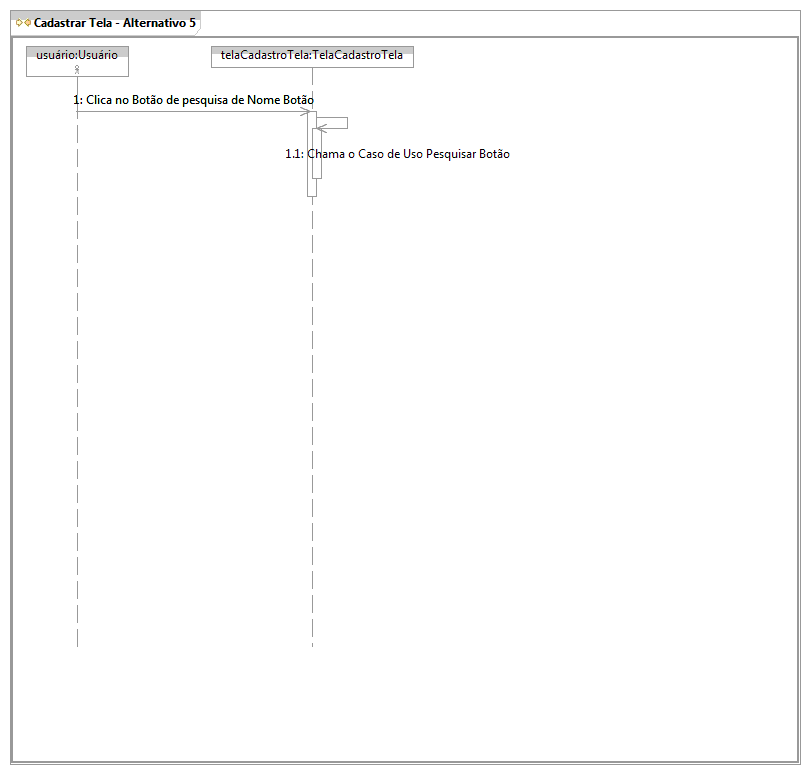 Cadastrar Tela - Alternativo 5
usuário:Usuário
telaCadastroTela:TelaCadastroTela
1: Clica no Botão de pesquisa de Nome Botão
1.1: Chama o Caso de Uso Pesquisar Botão